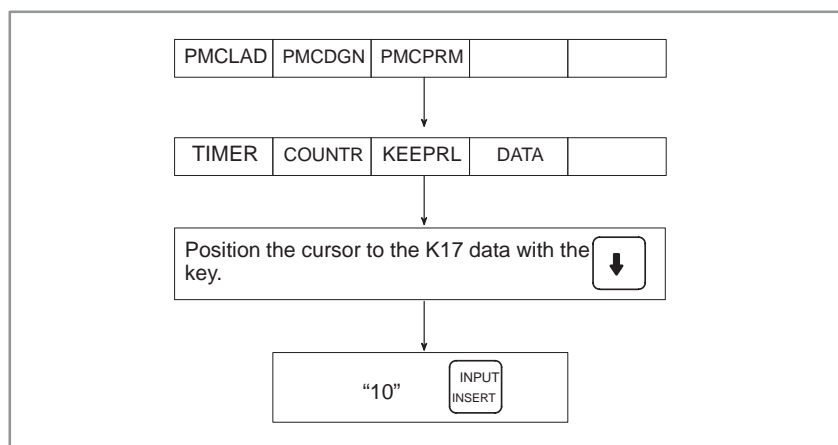 PMCLAD PMCDGN PMCPRM
TIMER COUNTR KEEPRL DATA
Position the cursor to the K17 data with the
key.
“10” INPUT
INSERT